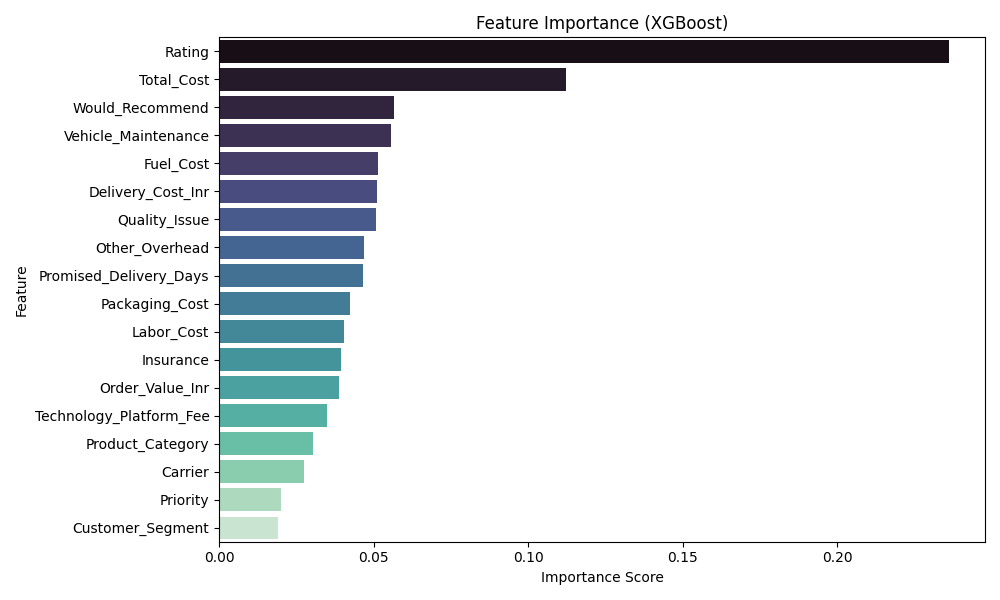 Feature Importance (XGBoost)
Rating
Total_Cost
Would_Recommend
Vehicle_Maintenance
Fuel_Cost
Delivery_Cost_Inr
Quality_Issue
Other_Overhead
Promised_Delivery_Days
Packaging_Cost
Labor_Cost
Insurance
Order_Value_Inr
Technology_Platform_Fee
Product_Category
Carrier
Priority
Customer_Segment
Feature
0.00 0.05 0.10 0.15 0.20
Importance Score